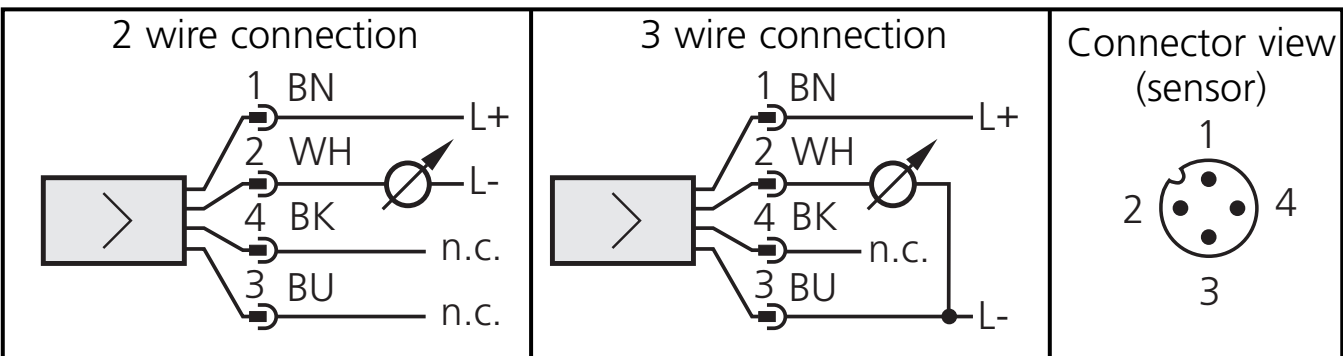 2 wire connection
1 BN
L+
2 WH
L-
4 BK
n.c.
3 BU
n.c.
3 wire connection
1 BN
L+
2 WH
4 BK
n.c.
3 BU
L-
Connector view
(sensor)
1
2
4
3